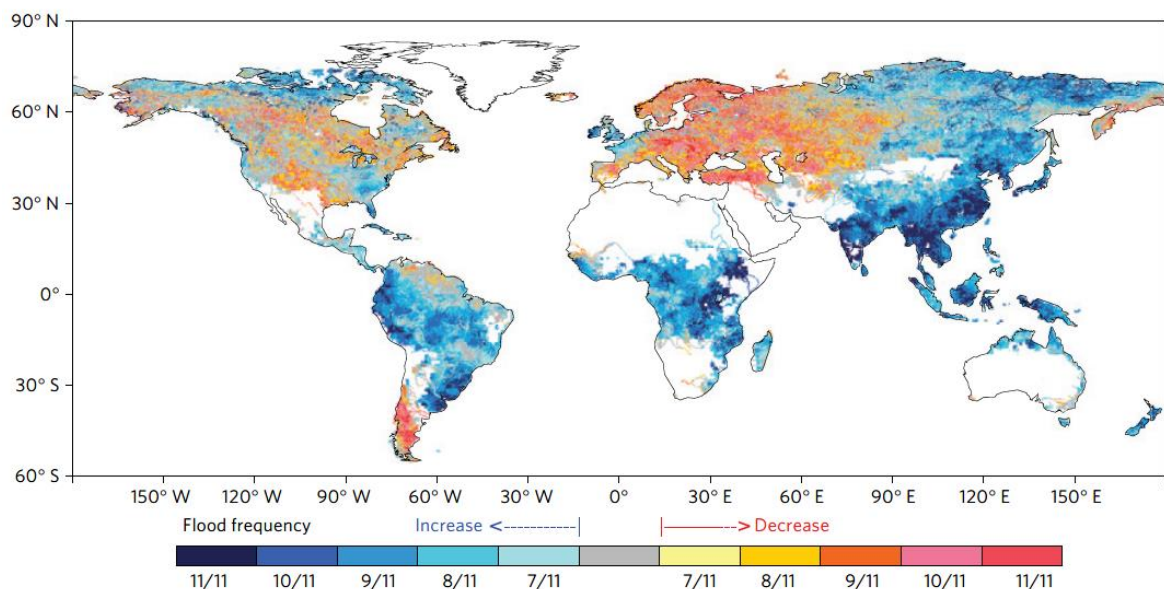 90° N
60° N
30° N
0°
30° S
60° S
150° W 120° W 90° W 60° W 30° W 0° 30° E 60° E 90° E 120° E 150° E
Flood frequency Increase <----------- -----------> Decrease
11/11 10/11 9/11 8/11 7/11 7/11 8/11 9/11 10/11 11/11